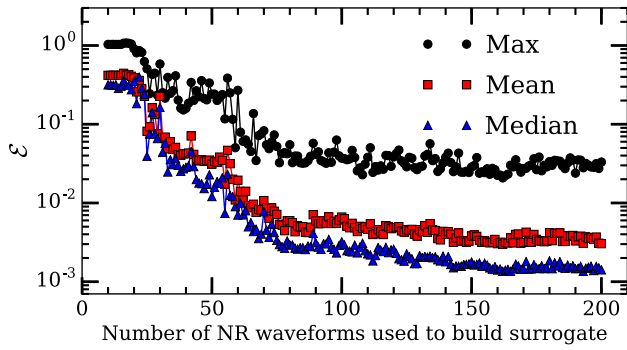 10⁰
10⁻¹
10⁻²
10⁻³
ℰ
Max
Mean
Median
0 50 100 150 200
Number of NR waveforms used to build surrogate